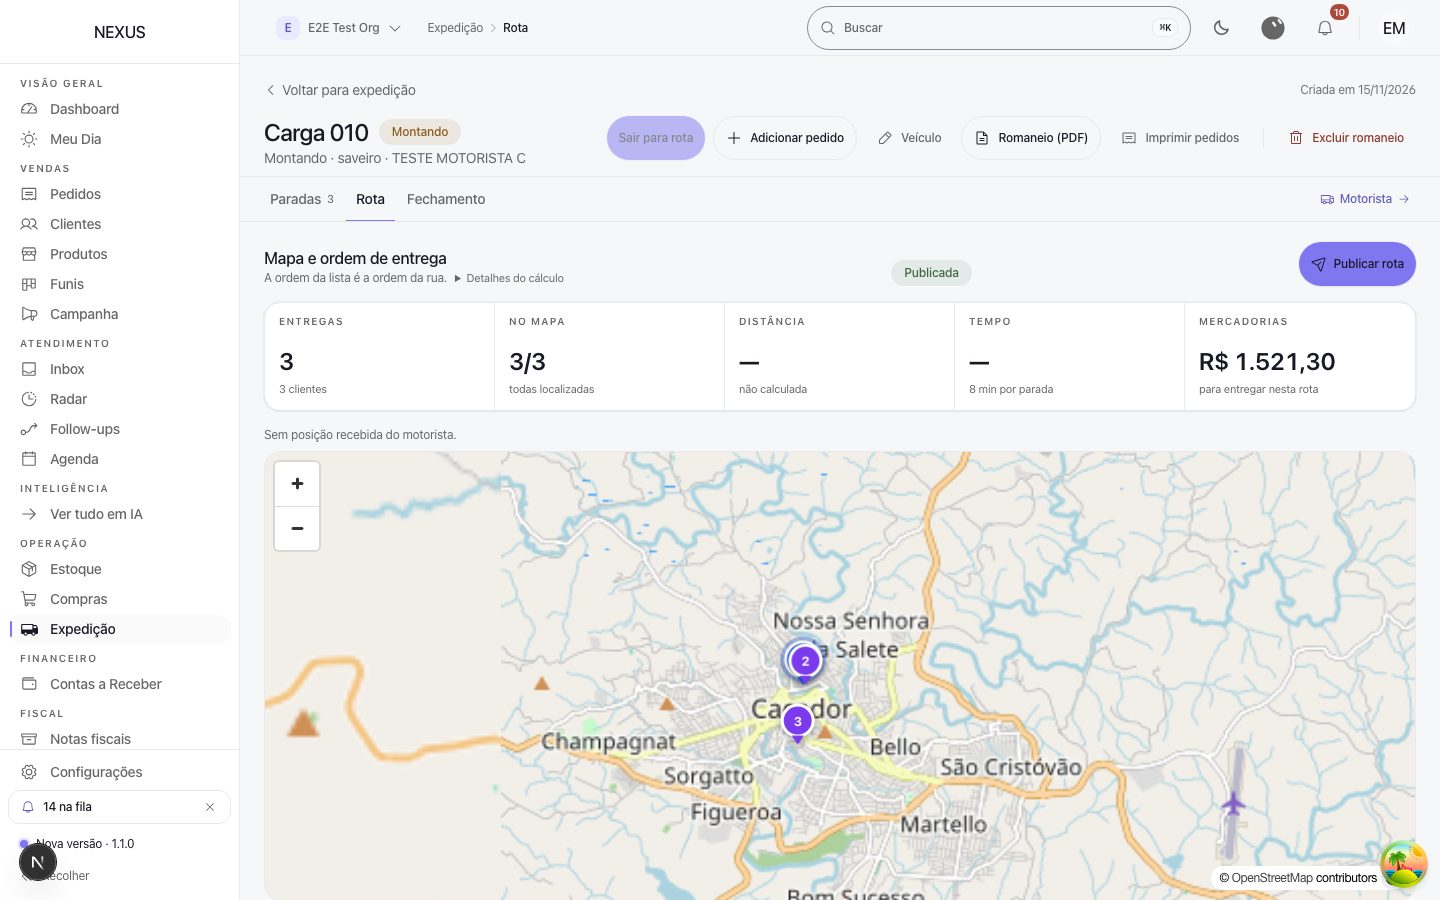 NEXUS
VISÃO GERAL
Dashboard
Meu Dia
VENDAS
Pedidos
Clientes
Produtos
Funis
Campanha
ATENDIMENTO
Inbox
Radar
Follow-ups
Agenda
INTELIGÊNCIA
Ver tudo em IA
OPERAÇÃO
Estoque
Compras
Expedição
FINANCEIRO
Contas a Receber
FISCAL
Notas fiscais
Configurações
14 na fila
Nova versão · 1.1.0
N
E E2E Test Org
Expedição Rota
Buscar ⌘K
10
EM
Voltar para expedição
Criada em 15/11/2026
Carga 010 Montando
Montando · saveiro · TESTE MOTORISTA C
Sair para rota
Adicionar pedido
Veículo
Romaneio (PDF)
Imprimir pedidos
Excluir romaneio
Paradas 3
Rota
Fechamento
Motorista →
Mapa e ordem de entrega
A ordem da lista é a ordem da rua. ▶ Detalhes do cálculo
Publicada
Publicar rota
ENTREGAS
3
3 clientes
NO MAPA
3/3
todas localizadas
DISTÂNCIA
—
não calculada
TEMPO
—
8 min por parada
MERCADORIAS
R$ 1.521,30
para entregar nesta rota
Sem posição recebida do motorista.
+
−
Nossa Senhora
Salete
2
3
Champagnat
Bello
Sorgatto
São Cristóvão
Figueroa
Martello
Bom Sucesso
© OpenStreetMap contributors